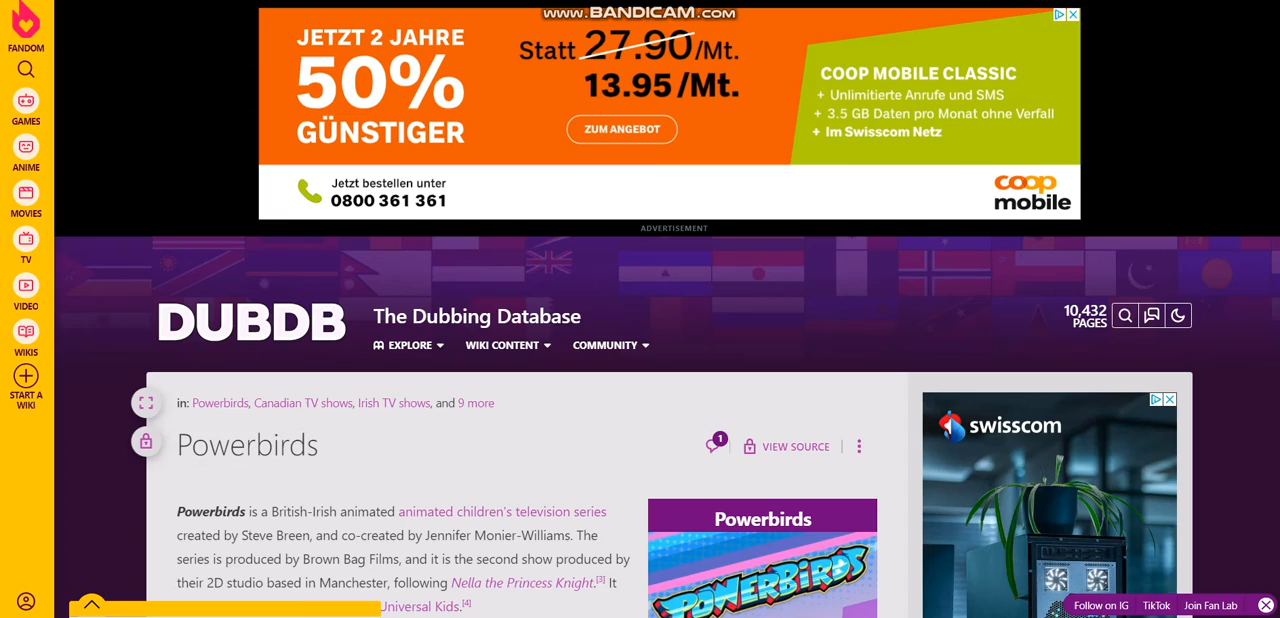 www.BANDICAM.com
JETZT 2 JAHRE
50%
GÜNSTIGER
Statt 27.90/Mt.
13.95/Mt.
ZUM ANGEBOT
COOP MOBILE CLASSIC
+ Unlimitierte Anrufe und SMS
+ 3.5 GB Daten pro Monat ohne Verfall
+ Im Swisscom Netz
Jetzt bestellen unter
0800 361 361
coop
mobile
ADVERTISEMENT
FANDOM
GAMES
ANIME
MOVIES
TV
VIDEO
WIKIS
START A
WIKI
DUBDB
The Dubbing Database
EXPLORE
WIKI CONTENT
COMMUNITY
10,432
PAGES
in: Powerbirds, Canadian TV shows, Irish TV shows, and 9 more
Powerbirds
1
VIEW SOURCE
Powerbirds is a British-Irish animated animated children's television series
created by Steve Breen, and co-created by Jennifer Monier-Williams. The
series is produced by Brown Bag Films, and it is the second show produced by
their 2D studio based in Manchester, following Nella the Princess Knight.[3] It
Universal Kids.[4]
Powerbirds
POWERBIRDS
swisscom
Follow on IG
TikTok
Join Fan Lab